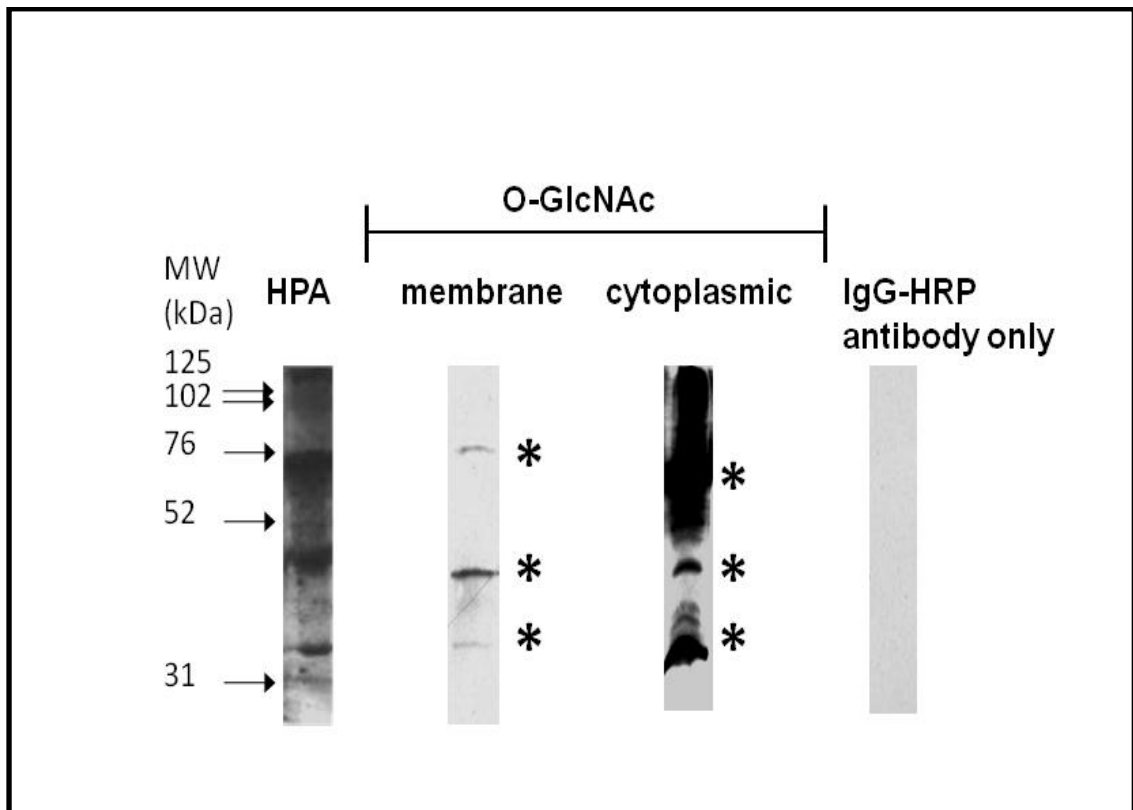 O-GlcNAc
MW
(kDa)
HPA
membrane
cytoplasmic
IgG-HRP
antibody only
125
102
76
*
*
52
*
*
*
*
31